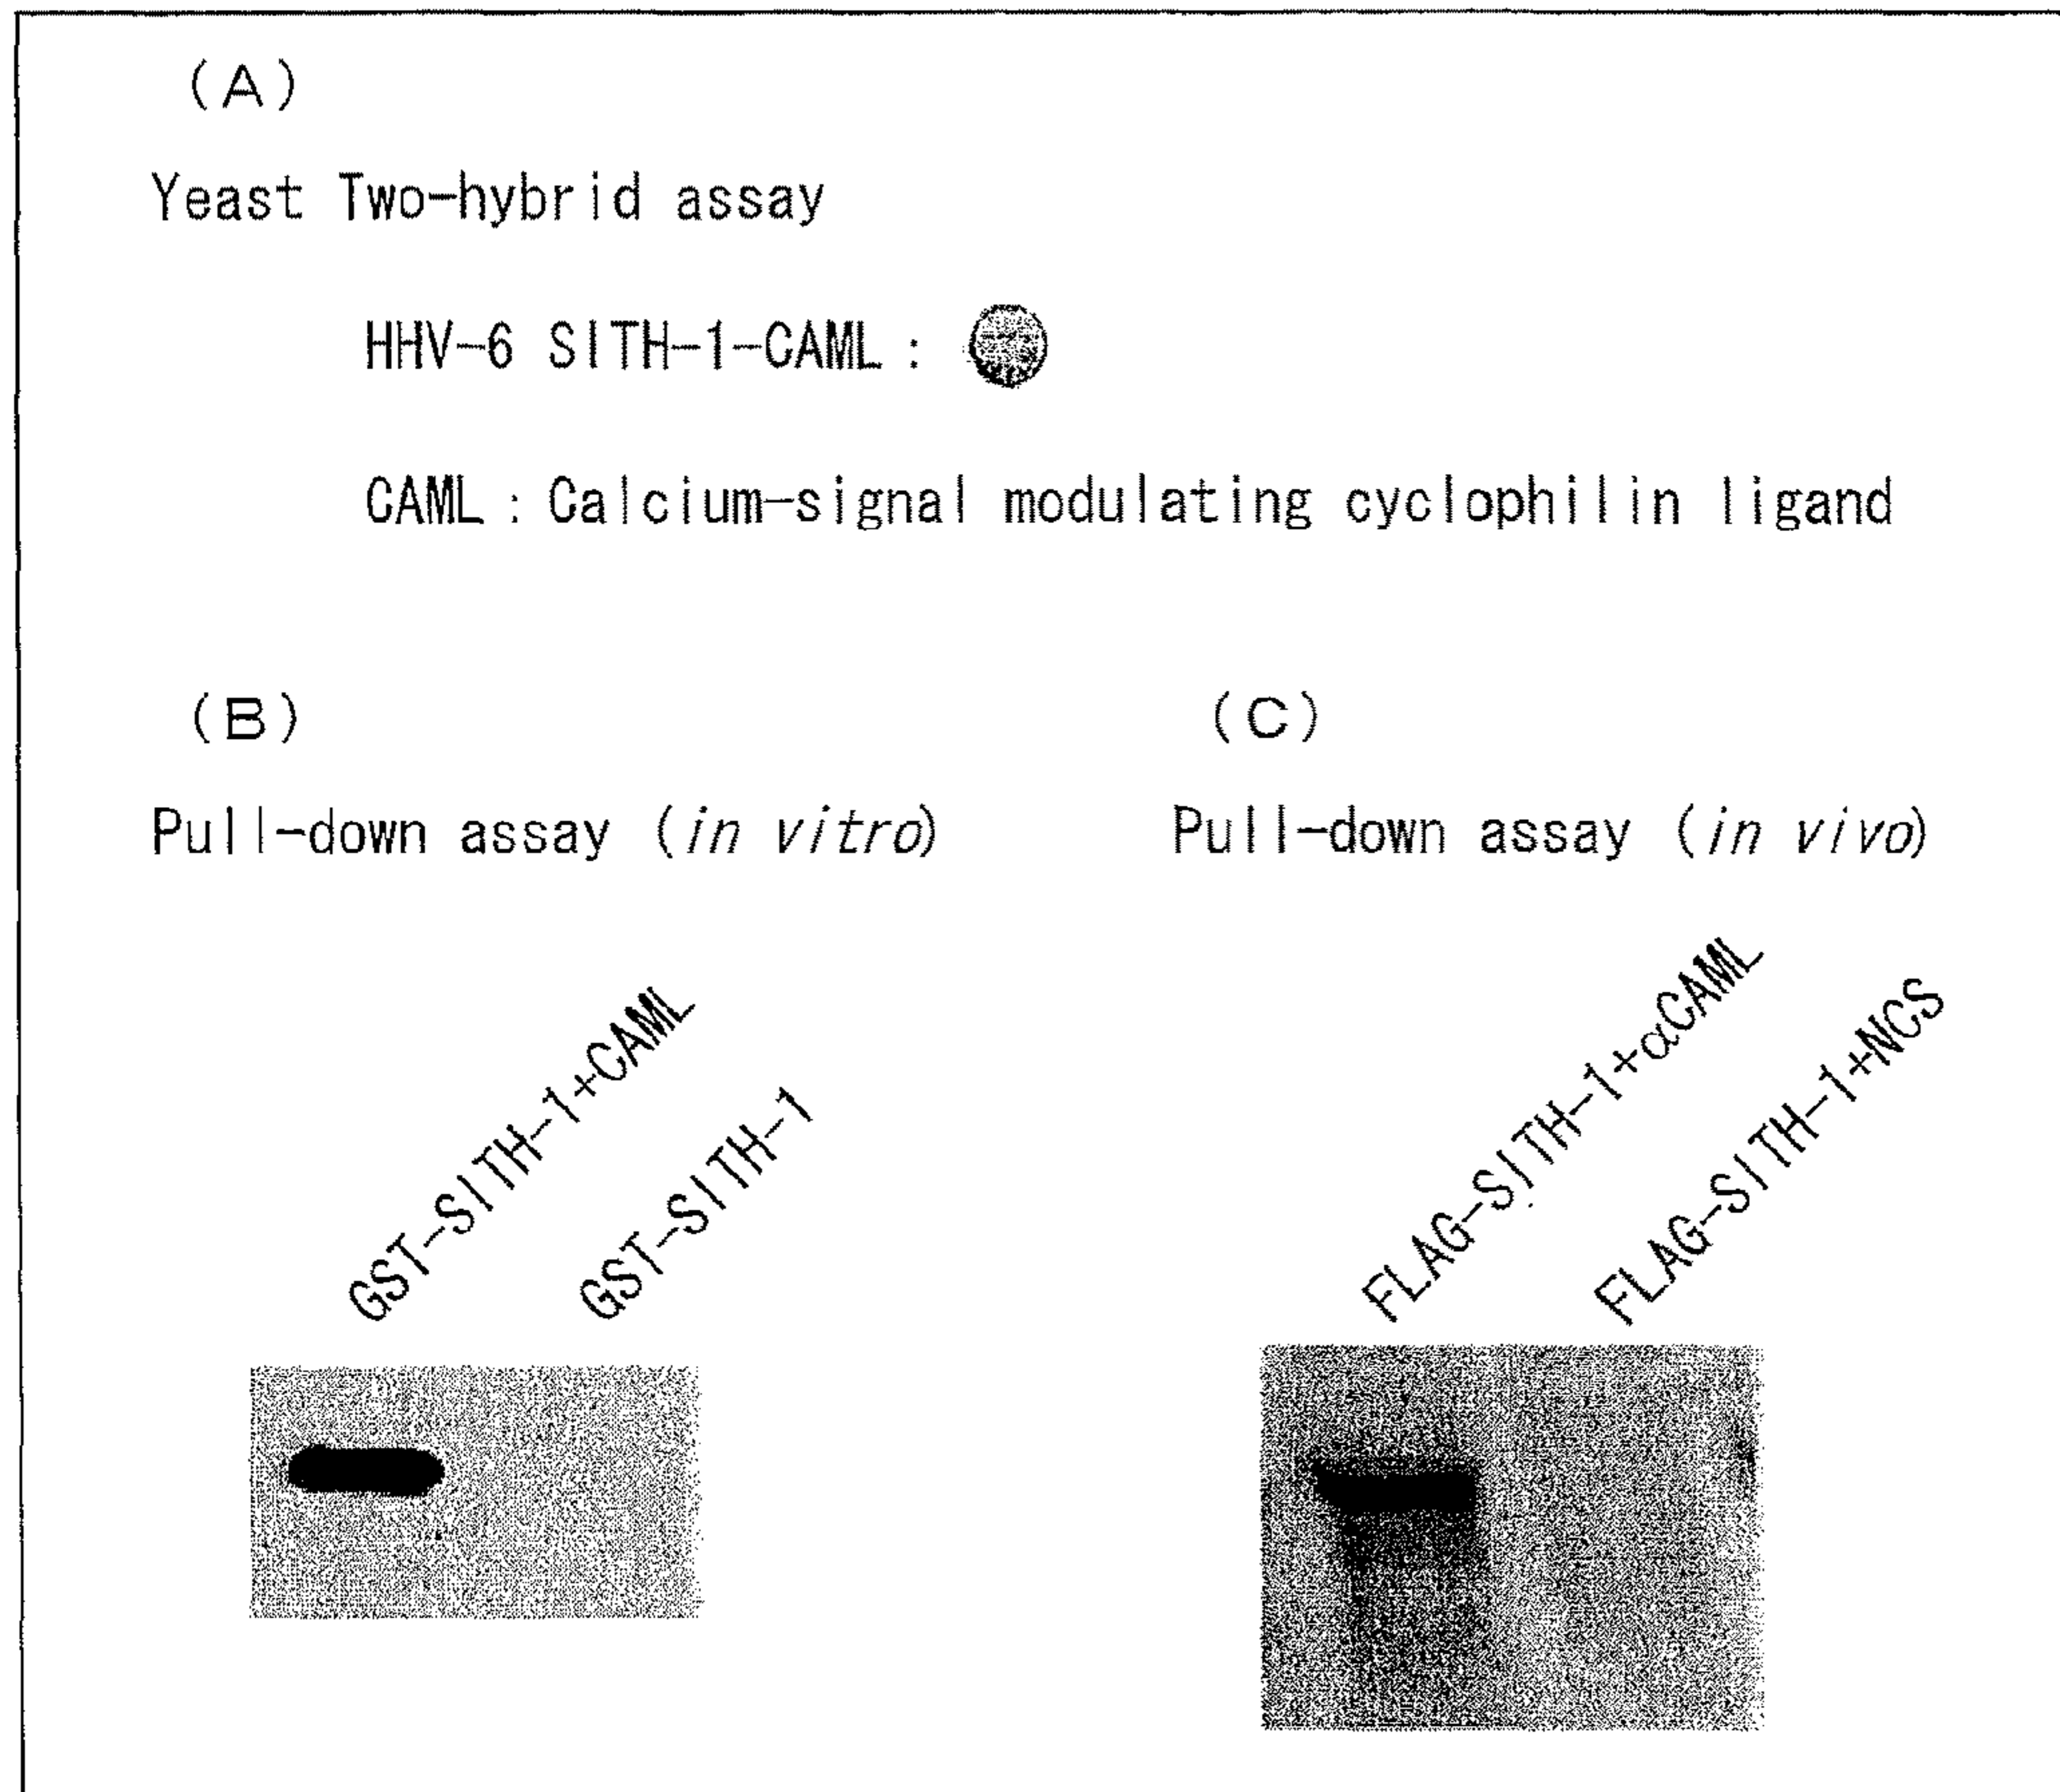 (A)
Yeast Two-hybrid assay
HHV-6 SITH-1-CAML :
CAML : Calcium-signal modulating cyclophilin ligand
(B)
Pull-down assay (in vitro)
GST-SITH-1+CAML
GST-SITH-1
(C)
Pull-down assay (in vivo)
FLAG-SITH-1+αCAML
FLAG-SITH-1+NCS